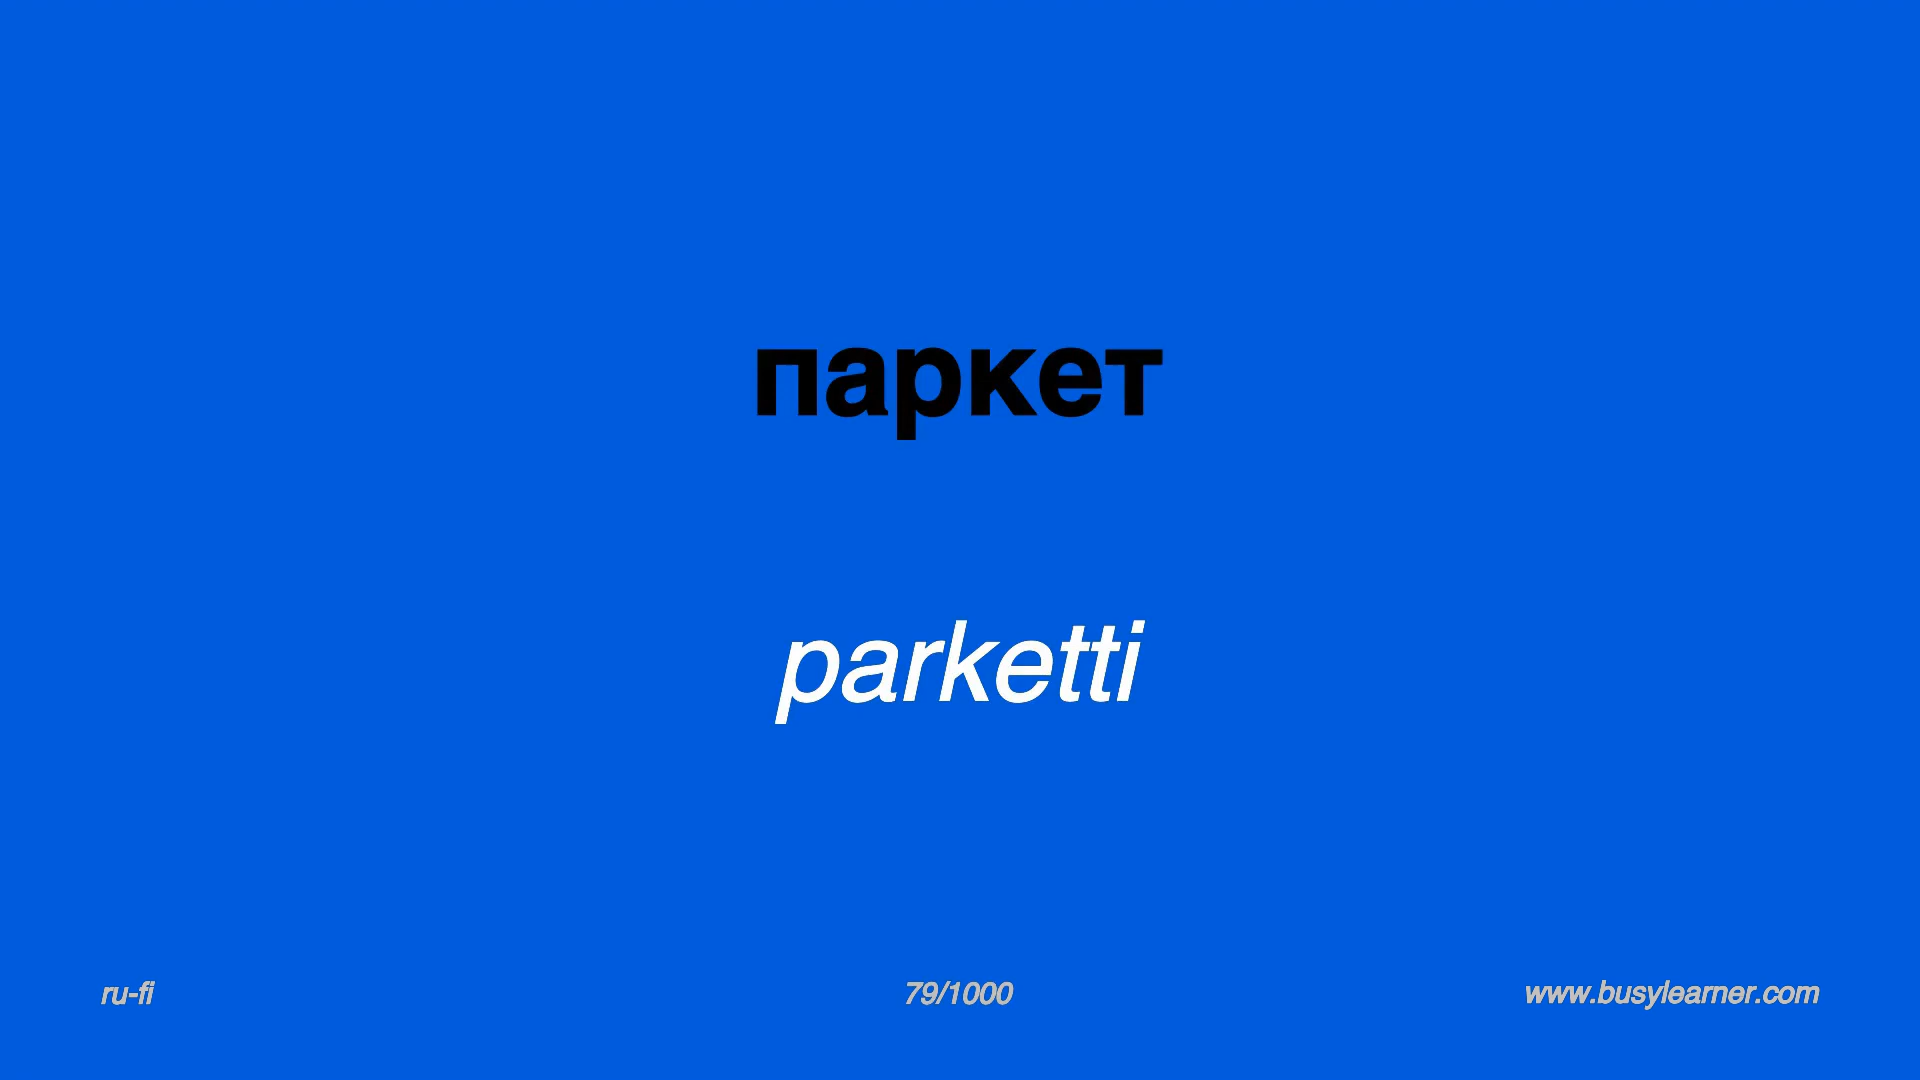 паркет
parketti
ru-fi
79/1000
www.busylearner.com